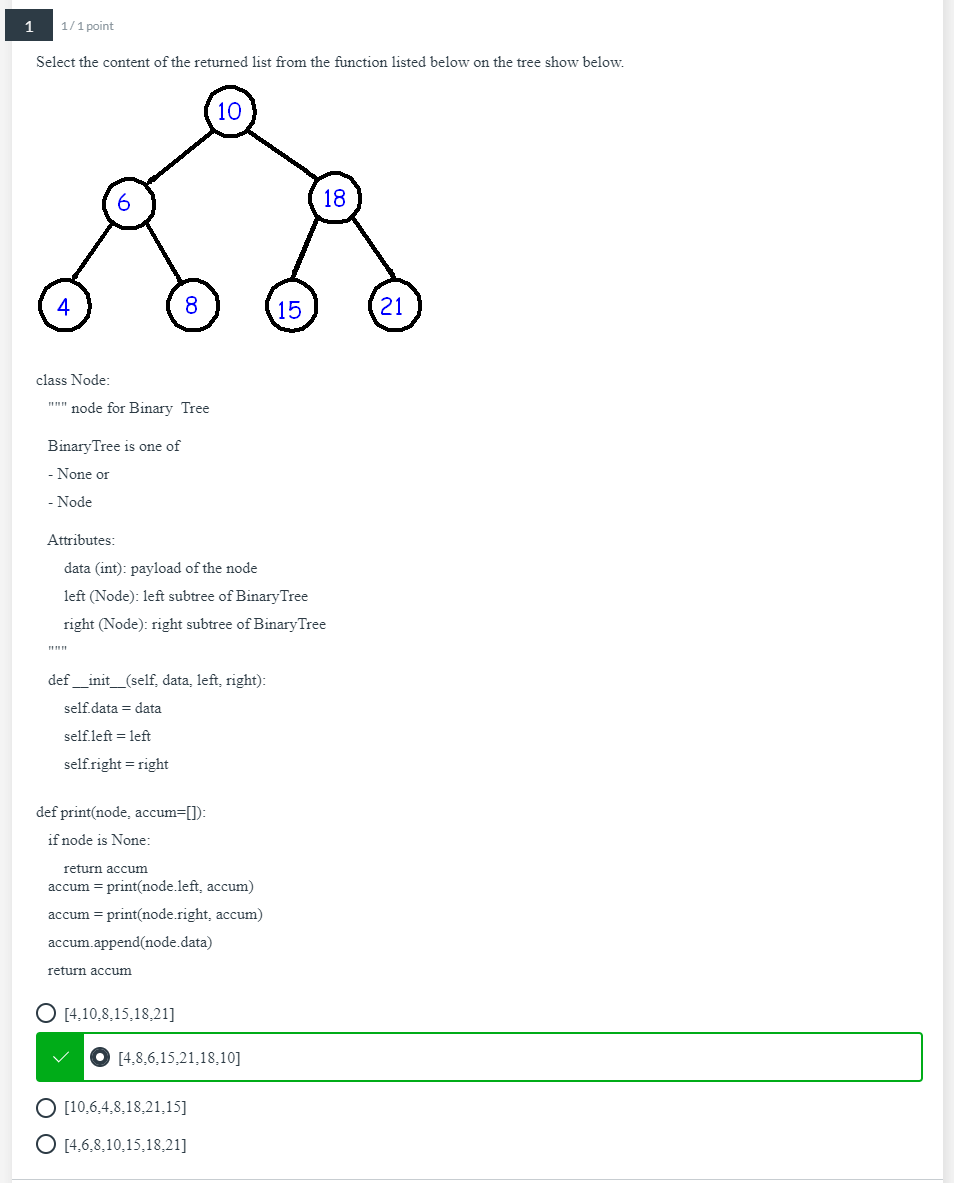 1
1 / 1 point
Select the content of the returned list from the function listed below on the tree show below.
10
6
18
4
8
15
21
class Node:
""" node for Binary  Tree
BinaryTree is one of
- None or
- Node
Attributes:
data (int): payload of the node
left (Node): left subtree of BinaryTree
right (Node): right subtree of BinaryTree
"""
def __init__(self, data, left, right):
self.data = data
self.left = left
self.right = right
def print(node, accum=[]):
if node is None:
return accum
accum = print(node.left, accum)
accum = print(node.right, accum)
accum.append(node.data)
return accum
[4,10,8,15,18,21]
[4,8,6,15,21,18,10]
[10,6,4,8,18,21,15]
[4,6,8,10,15,18,21]